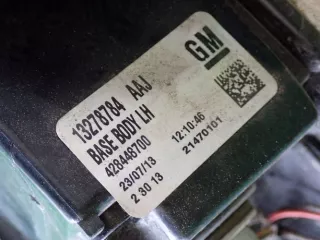 GM
13278784 AAJ
BASE BODY LH
428448700
23/07/13 12:10:46
2 30 13 21470101